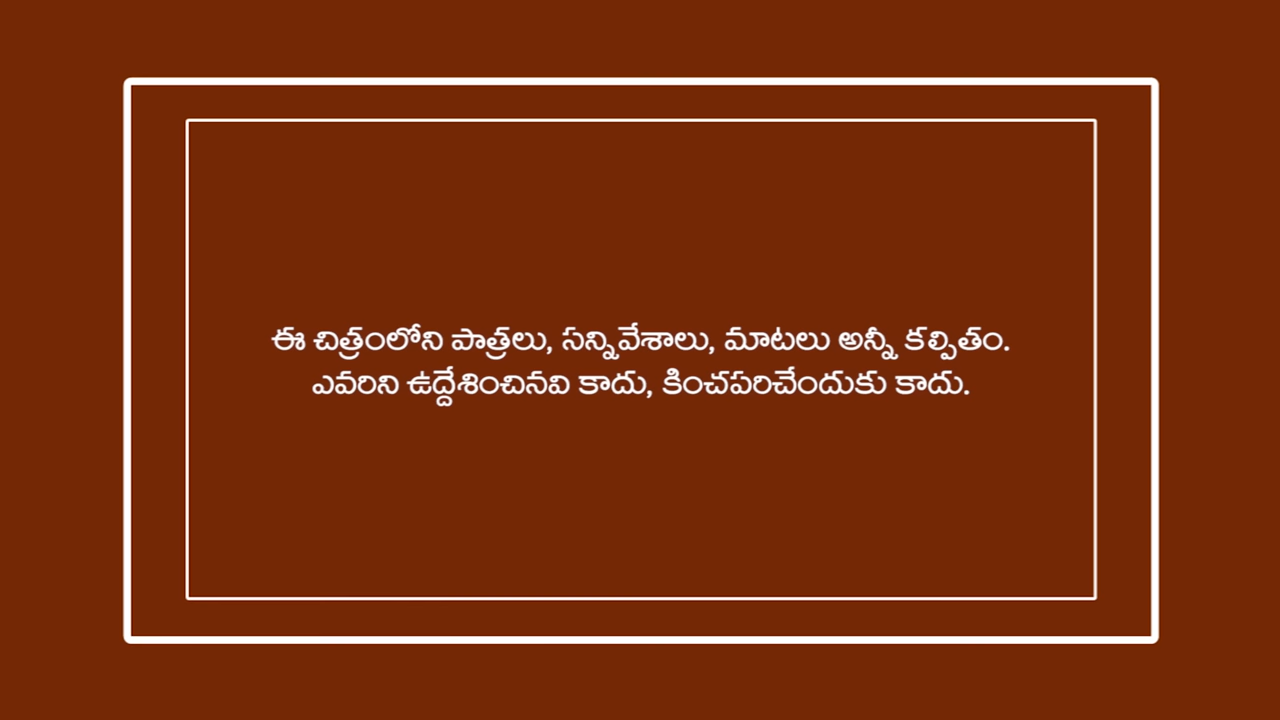 ఈ చిత్రంలోని పాత్రలు, సన్నివేశాలు, మాటలు అన్నీ కల్పితం.
ఎవరిని ఉద్దేశించినవి కాదు, కించపరిచేందుకు కాదు.